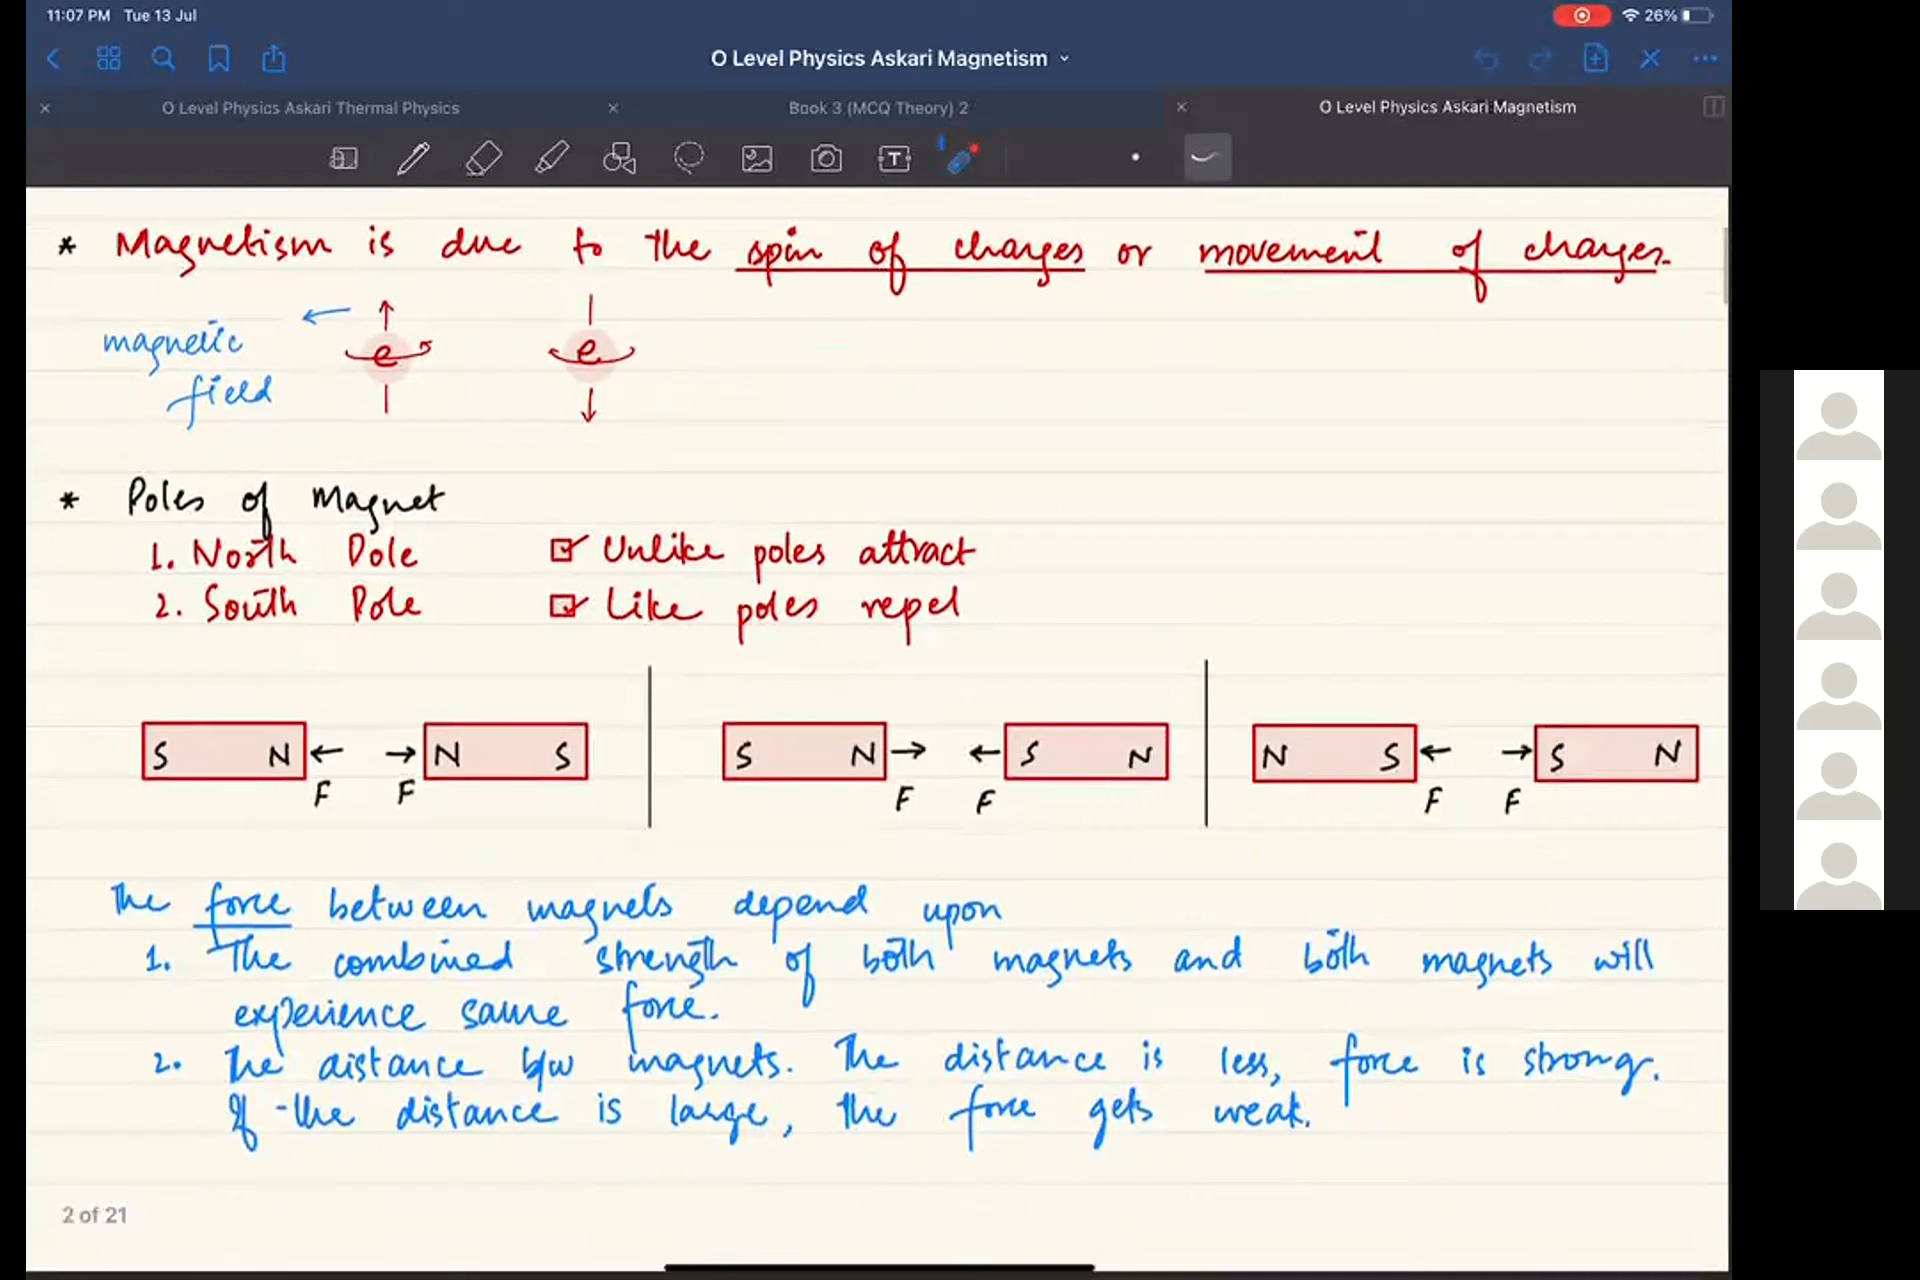 11:07 PM Tue 13 Jul
26%
O Level Physics Askari Magnetism
O Level Physics Askari Thermal Physics
Book 3 (MCQ Theory) 2
O Level Physics Askari Magnetism
* Magnetism is due to the spin of charges or movement of charges.
magnetic
field
e e
* Poles of Magnet
1. North Pole ☑ Unlike poles attract
2. South Pole ☑ Like poles repel
S N ← → N S S N → ← S N N S ← → S N
F F F F F F
The force between magnets depend upon
1. The combined strength of both magnets and both magnets will
experience same force.
2. The distance b/w magnets. The distance is less, force is strong.
If the distance is large, the force gets weak.
2 of 21